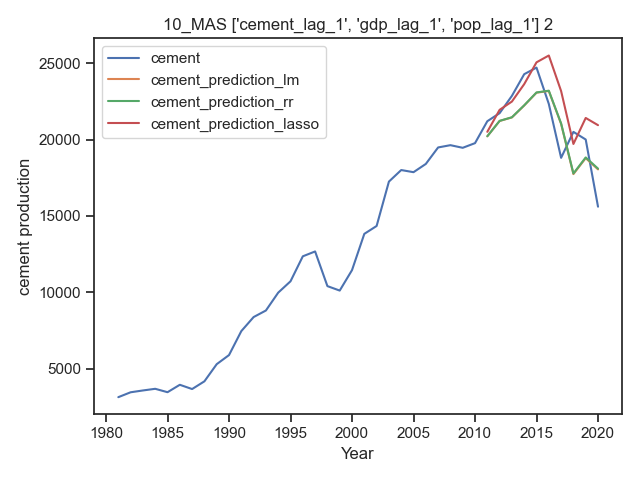 10_MAS ['cement_lag_1', 'gdp_lag_1', 'pop_lag_1'] 2
cement
cement_prediction_lm
cement_prediction_rr
cement_prediction_lasso
25000
20000
15000
10000
5000
cement production
1980 1985 1990 1995 2000 2005 2010 2015 2020
Year